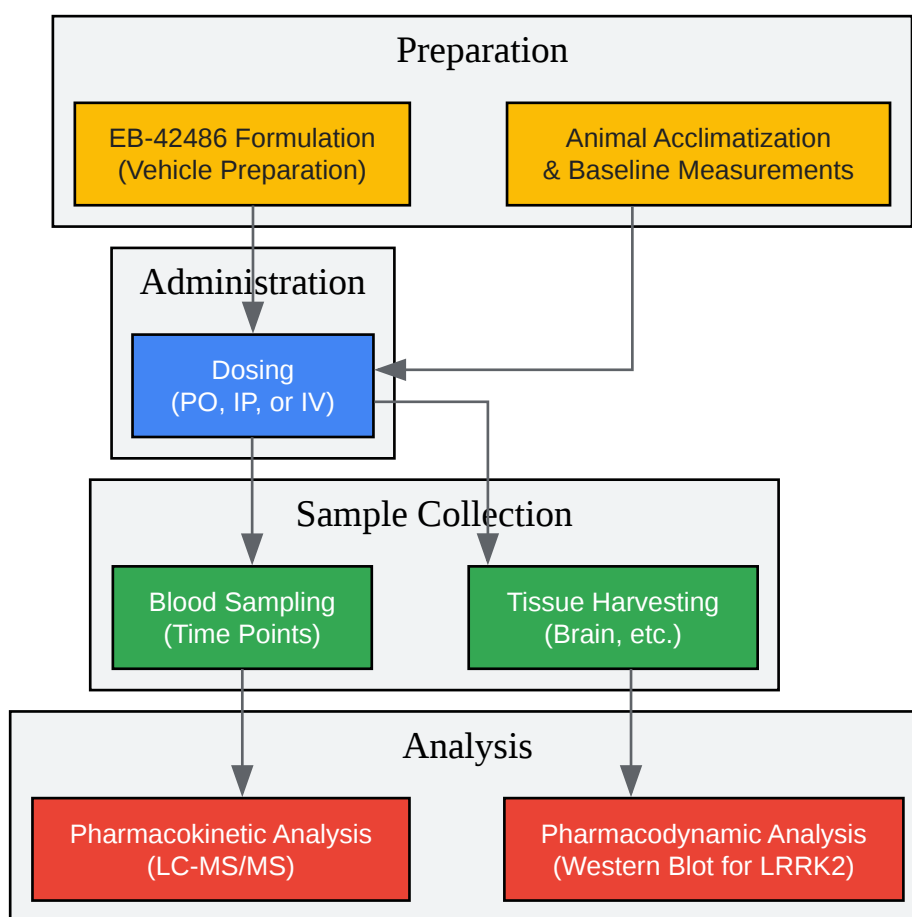 Preparation
EB-42486 Formulation
(Vehicle Preparation)
Animal Acclimatization
& Baseline Measurements
Administration
Dosing
(PO, IP, or IV)
Sample Collection
Blood Sampling
(Time Points)
Tissue Harvesting
(Brain, etc.)
Analysis
Pharmacokinetic Analysis
(LC-MS/MS)
Pharmacodynamic Analysis
(Western Blot for LRRK2)